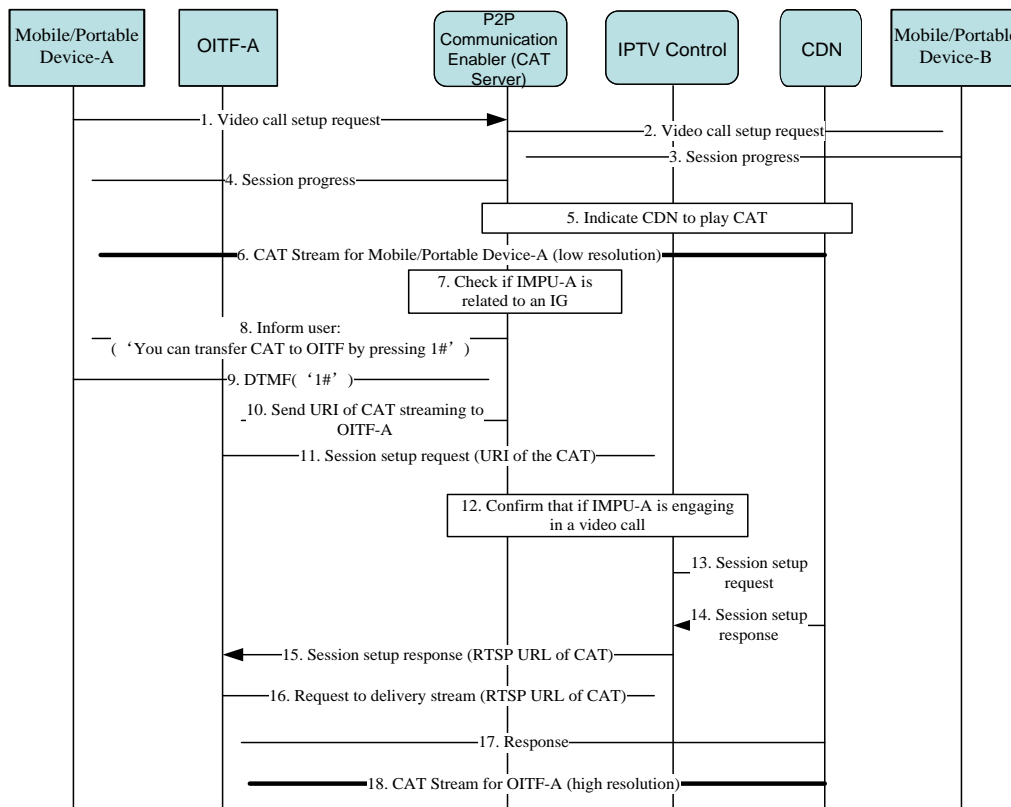 Mobile/Portable
Device-A
OITF-A
P2P
Communication
Enabler (CAT
Server)
IPTV Control
CDN
Mobile/Portable
Device-B
1. Video call setup request
2. Video call setup request
3. Session progress
4. Session progress
5. Indicate CDN to play CAT
6. CAT Stream for Mobile/Portable Device-A (low resolution)
7. Check if IMPU-A is
related to an IG
8. Inform user:
(‘You can transfer CAT to OITF by pressing 1#’)
9. DTMF(‘1#’)
10. Send URI of CAT streaming to
OITF-A
11. Session setup request (URI of the CAT)
12. Confirm that if IMPU-A is engaging
in a video call
13. Session setup
request
14. Session setup
response
15. Session setup response (RTSP URL of CAT)
16. Request to delivery stream (RTSP URL of CAT)
17. Response
18. CAT Stream for OITF-A (high resolution)